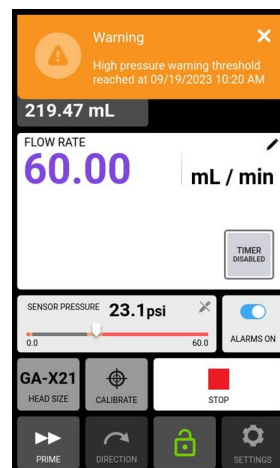 Warning
High pressure warning threshold
reached at 09/19/2023 10:20 AM
219.47 mL
FLOW RATE
60.00
mL / min
TIMER
DISABLED
SENSOR PRESSURE
23.1psi
0.0
60.0
ALARMS ON
GA-X21
HEAD SIZE
CALIBRATE
STOP
PRIME
DIRECTION
SETTINGS